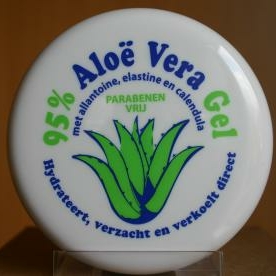 95% Aloë Vera Gel
met allantoine, elastine en calendula
PARABENEN
VRIJ
Hydrateert, verzacht en verkoelt direct